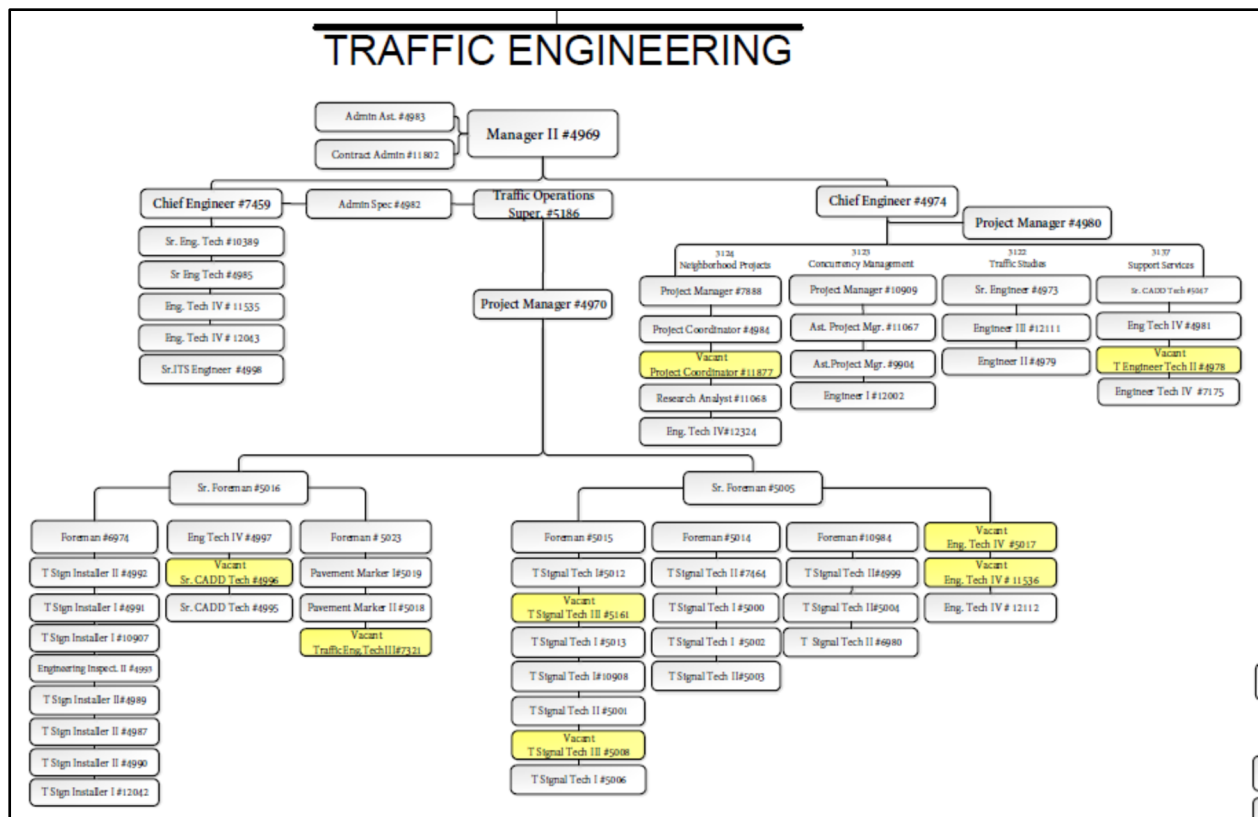 TRAFFIC ENGINEERING
Admin Ast. #4983
Manager II #4969
Contract Admin #11802
Chief Engineer #7459
Admin Spec #4982
Traffic Operations
Super. #5186
Chief Engineer #4974
Project Manager #4980
Sr. Eng. Tech #10389
Sr Eng Tech #4985
Eng. Tech IV # 11535
Eng. Tech IV # 12043
Sr.ITS Engineer #4998
Project Manager #4970
3124
Neighborhood Projects
Project Manager #7888
Project Coordinator #4984
Vacant
Project Coordinator #11877
Research Analyst #11068
Eng. Tech IV#12324
3123
Concurrency Management
Project Manager #10909
Ast. Project Mgr. #11067
Ast.Project Mgr. #9904
Engineer I #12002
3122
Traffic Studies
Sr. Engineer #4973
Engineer III #12111
Engineer II #4979
3137
Support Services
Sr. CADD Tech #5047
Eng Tech IV #4981
Vacant
T Engineer Tech II #4978
Engineer Tech IV #7175
Sr. Foreman #5016
Foreman #6974
T Sign Installer II #4992
T Sign Installer I #4991
T Sign Installer I #10907
Engineering Inspect. II #4993
T Sign Installer II#4989
T Sign Installer II #4987
T Sign Installer II #4990
T Sign Installer I #12042
Eng Tech IV #4997
Vacant
Sr. CADD Tech #4996
Sr. CADD Tech #4995
Foreman # 5023
Pavement Marker I#5019
Pavement Marker II #5018
Vacant
TrafficEng.TechIII#7321
Sr. Foreman #5005
Foreman #5015
T Signal Tech I#5012
Vacant
T Signal Tech III #5161
T Signal Tech I #5013
T Signal Tech I#10908
T Signal Tech II #5001
Vacant
T Signal Tech III #5008
T Signal Tech I #5006
Foreman #5014
T Signal Tech II #7464
T Signal Tech I #5000
T Signal Tech I #5002
T Signal Tech II#5003
Foreman #10984
T Signal Tech II#4999
T Signal Tech II#5004
T Signal Tech II #6980
Vacant
Eng. Tech IV #5017
Vacant
Eng. Tech IV # 11536
Eng. Tech IV # 12112